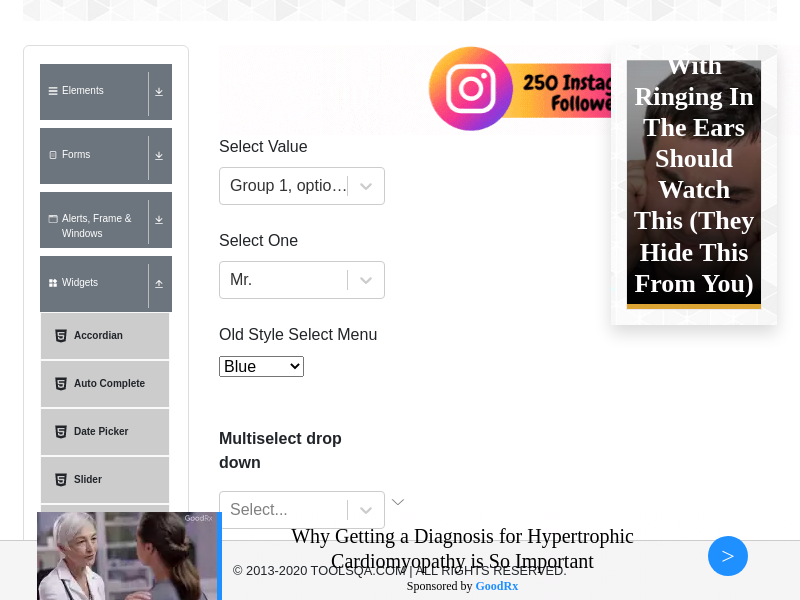 Elements
Forms
Alerts, Frame &
Windows
Widgets
Accordian
Auto Complete
Date Picker
Slider
250 Instag
Followe
Select Value
Group 1, optio...
Select One
Mr.
Old Style Select Menu
Blue
Multiselect drop
down
Select...
With
Ringing In
The Ears
Should
Watch
This (They
Hide This
From You)
GoodRx
Why Getting a Diagnosis for Hypertrophic
Cardiomyopathy is So Important
© 2013-2020 TOOLSQA.COM | ALL RIGHTS RESERVED.
Sponsored by GoodRx
>